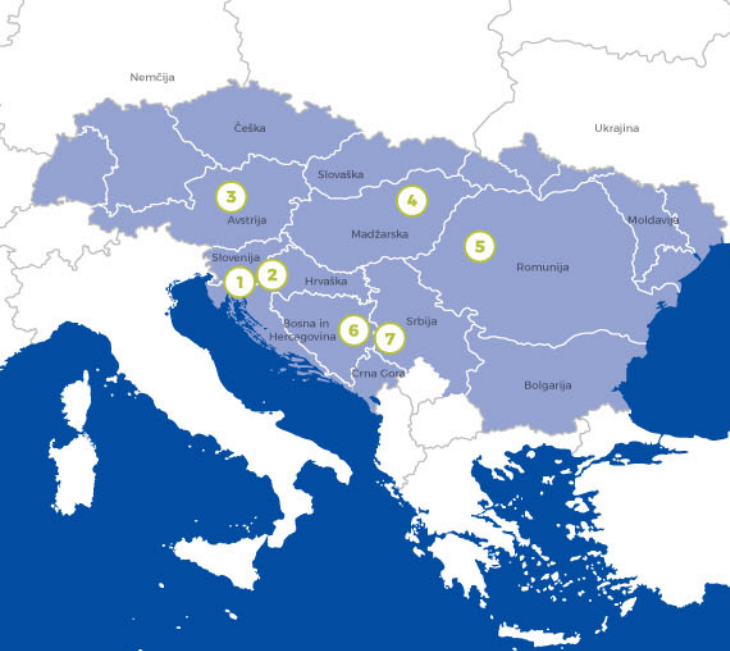 Nemčija
Češka
Ukrajina
Slovaška
3
4
Avstrija
Moldavija
Madžarska
5
Slovenija
Romunija
1
2
Hrvaška
Bosna in
Hercegovina
6
Srbija
7
Črna Gora
Bolgarija